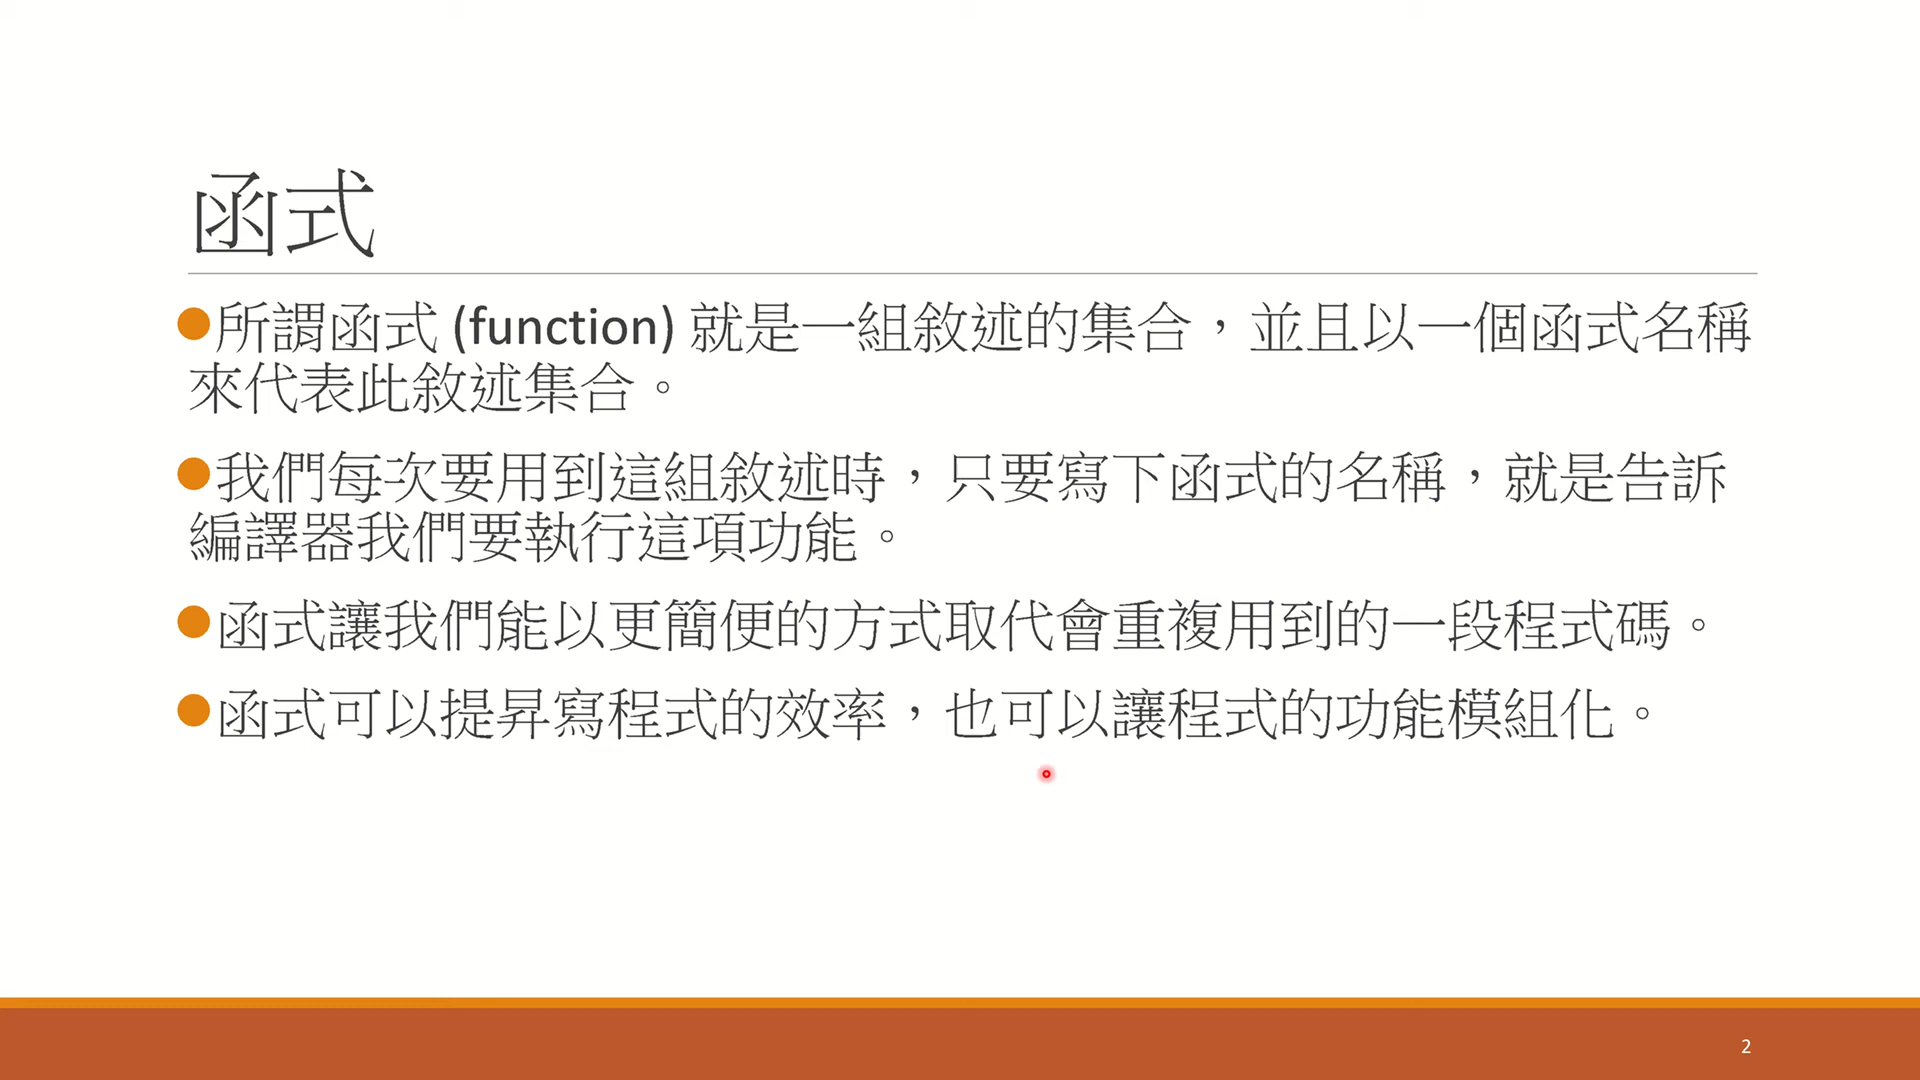 函式
●所謂函式 (function) 就是一組敘述的集合，並且以一個函式名稱
來代表此敘述集合。
●我們每次要用到這組敘述時，只要寫下函式的名稱，就是告訴
編譯器我們要執行這項功能。
●函式讓我們能以更簡便的方式取代會重複用到的一段程式碼。
●函式可以提昇寫程式的效率，也可以讓程式的功能模組化。
2